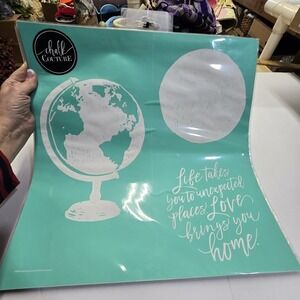 chalk
COUTURE
Life takes
you to unexpected
places. Love
brings you
home.